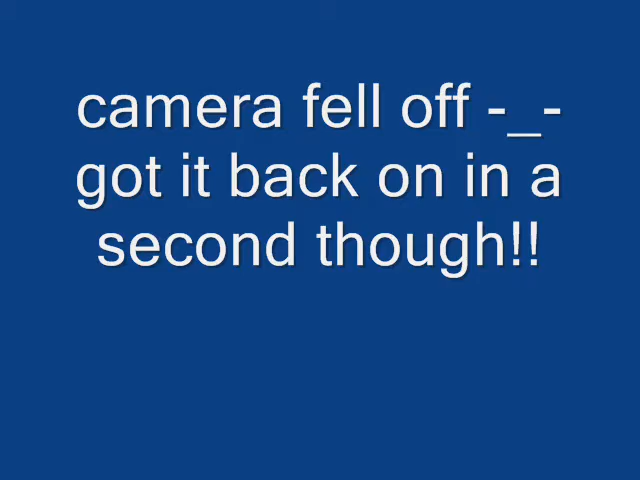 camera fell off -_-
got it back on in a
second though!!